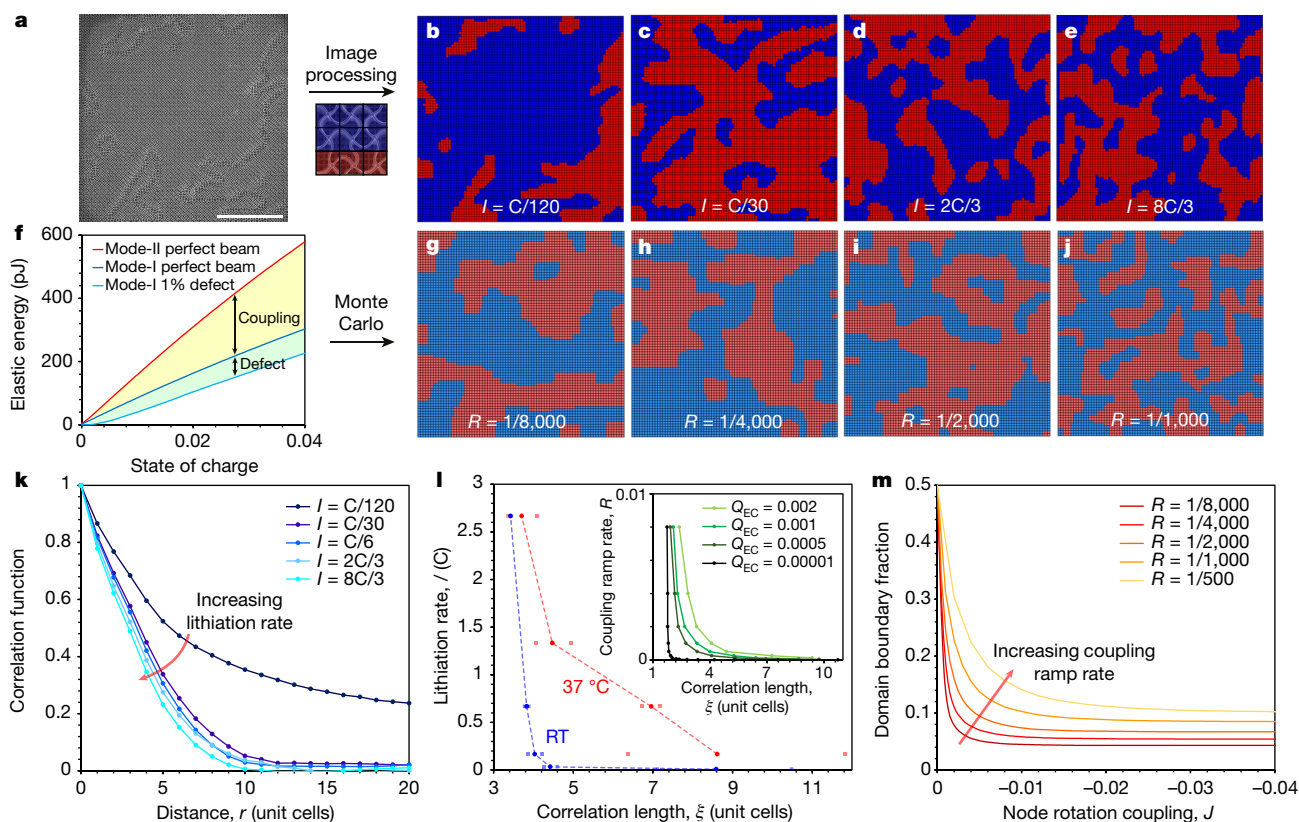 a
Image
processing
b
I = C/120
c
I = C/30
d
I = 2C/3
e
I = 8C/3
f
600
400
200
0
Elastic energy (pJ)
Mode-II perfect beam
Mode-I perfect beam
Mode-I 1% defect
Coupling
Defect
0
0.02
0.04
State of charge
Monte
Carlo
g
R = 1/8,000
h
R = 1/4,000
i
R = 1/2,000
j
R = 1/1,000
k
1
0.8
0.6
0.4
0.2
0
Correlation function
I = C/120
I = C/30
I = C/6
I = 2C/3
I = 8C/3
Increasing
lithiation rate
0
5
10
15
20
Distance, r (unit cells)
l
3
2.5
2
1.5
1
0.5
0
Lithiation rate, I (C)
37 °C
RT
3
5
7
9
11
Correlation length, ξ (unit cells)
0.01
0
Coupling ramp rate, R
Q_EC = 0.002
Q_EC = 0.001
Q_EC = 0.0005
Q_EC = 0.00001
1
4
7
10
Correlation length,
ξ (unit cells)
m
0.5
0.4
0.3
0.2
0.1
0
Domain boundary fraction
R = 1/8,000
R = 1/4,000
R = 1/2,000
R = 1/1,000
R = 1/500
Increasing coupling
ramp rate
0
–0.01
–0.02
–0.03
–0.04
Node rotation coupling, J